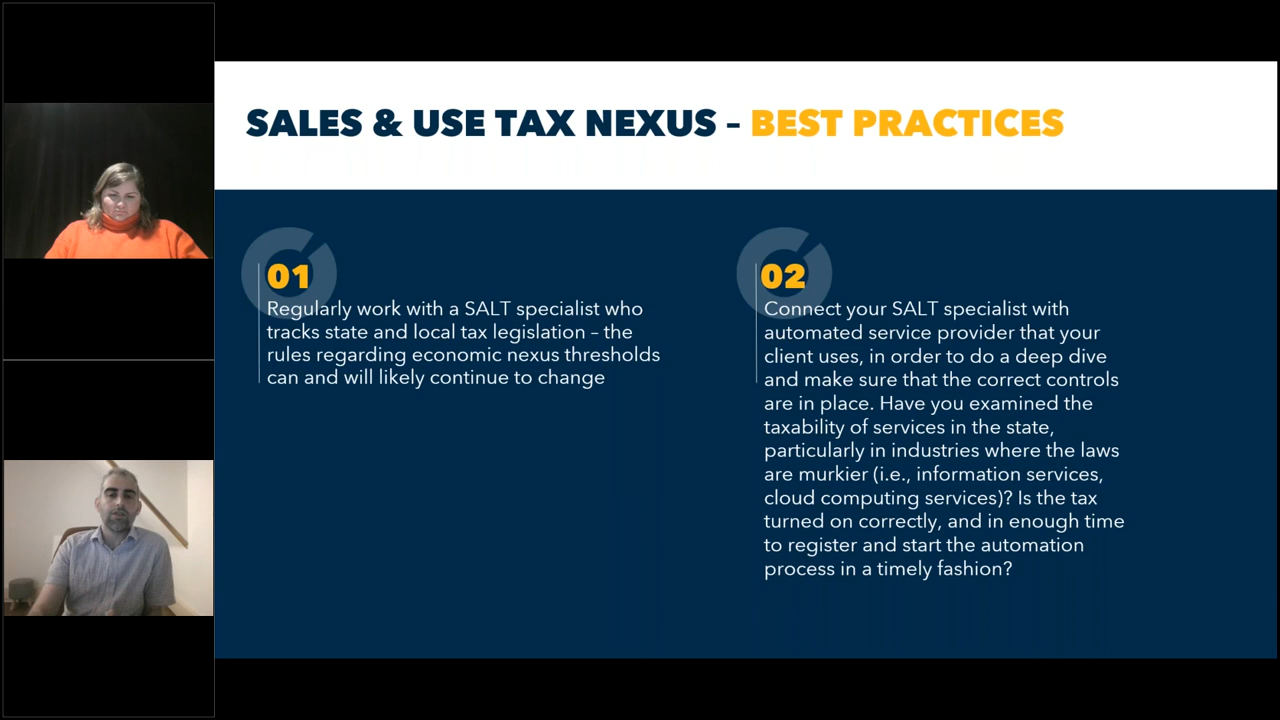 SALES & USE TAX NEXUS – BEST PRACTICES
01
Regularly work with a SALT specialist who
tracks state and local tax legislation – the
rules regarding economic nexus thresholds
can and will likely continue to change
02
Connect your SALT specialist with
automated service provider that your
client uses, in order to do a deep dive
and make sure that the correct controls
are in place. Have you examined the
taxability of services in the state,
particularly in industries where the laws
are murkier (i.e., information services,
cloud computing services)? Is the tax
turned on correctly, and in enough time
to register and start the automation
process in a timely fashion?